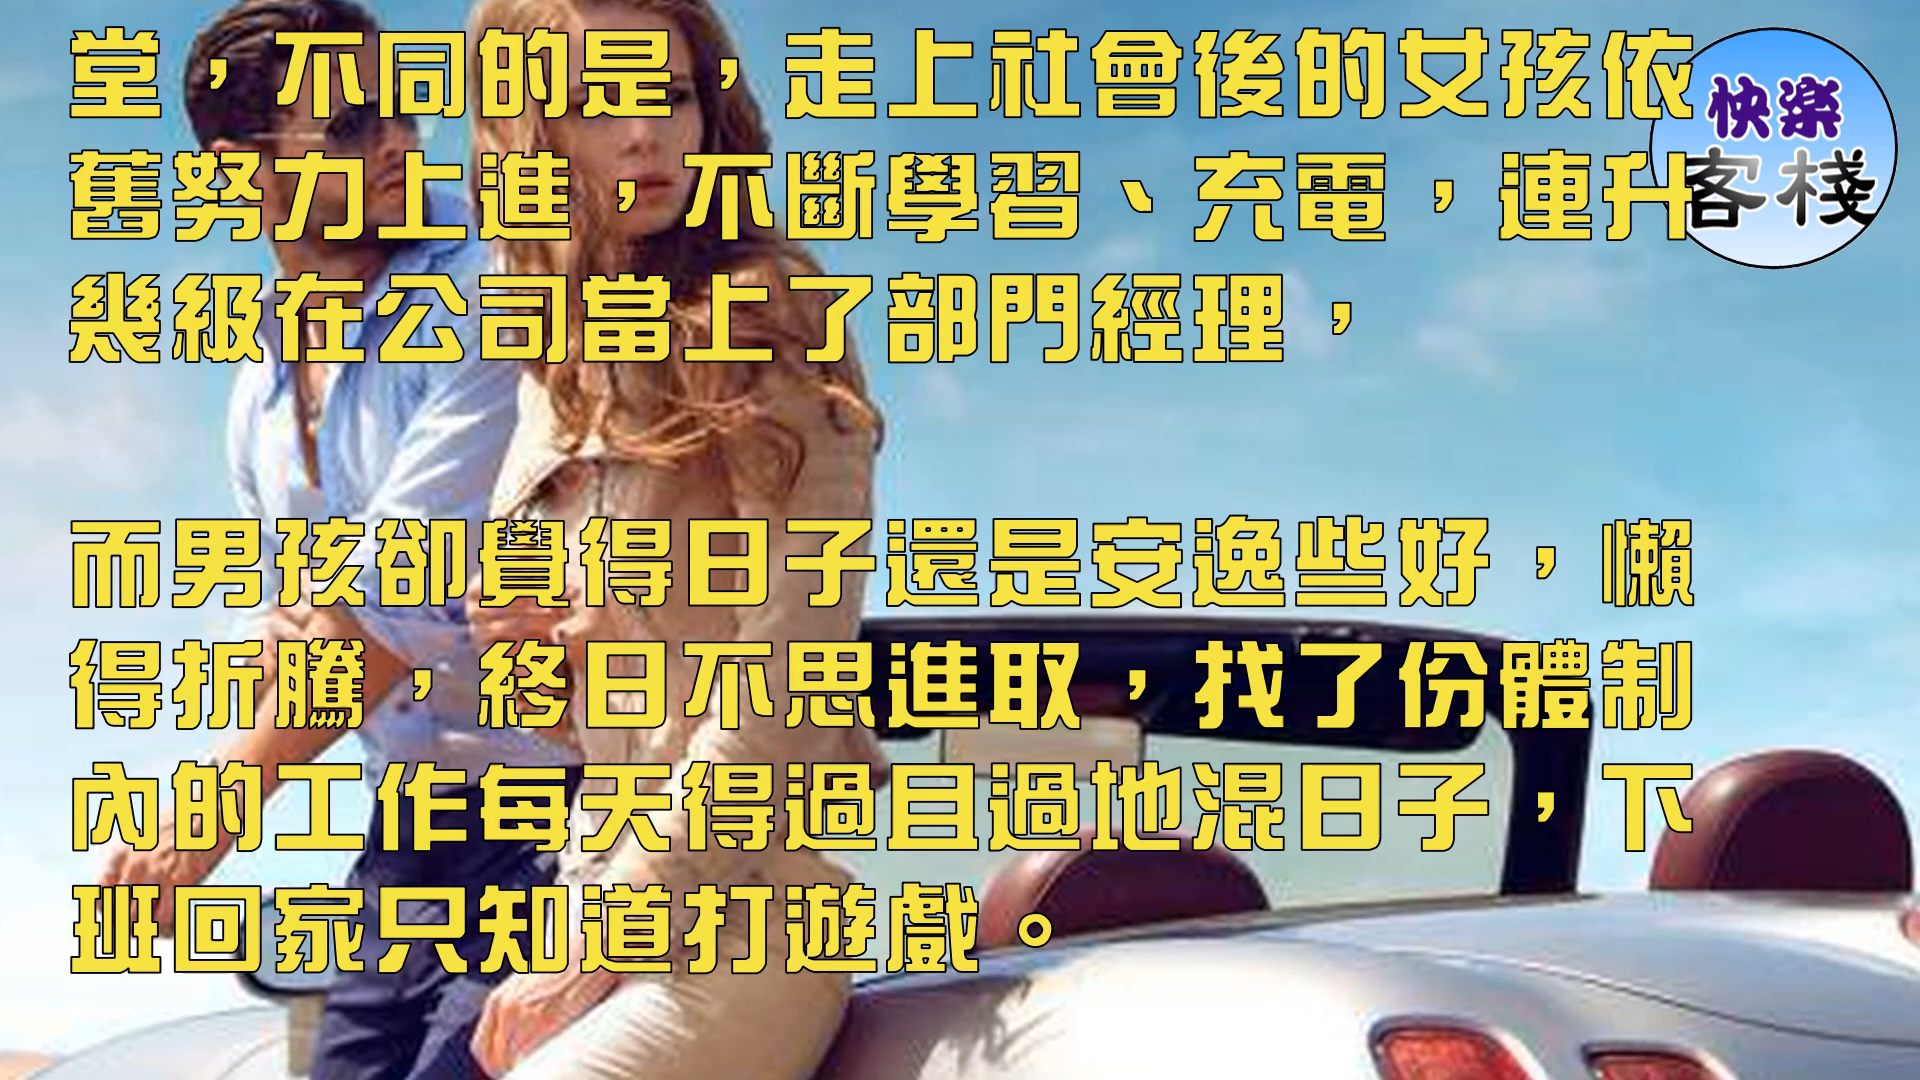 堂，不同的是，走上社會後的女孩依
舊努力上進，不斷學習、充電，連升
幾級在公司當上了部門經理，
而男孩卻覺得日子還是安逸些好，懶
得折騰，終日不思進取，找了份體制
內的工作每天得過且過地混日子，下
班回家只知道打遊戲。
快楽
客栈